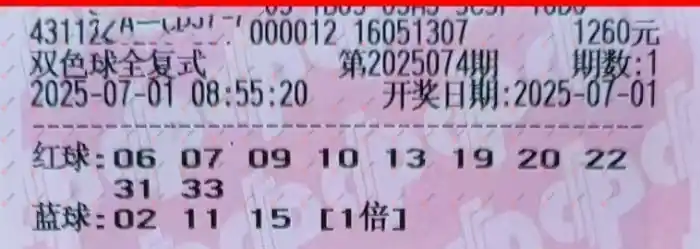 000012 16051307 1260元
双色球全复式 第2025074期 期数:1
2025-07-01 08:55:20 开奖日期:2025-07-01
红球:06 07 09 10 13 19 20 22
31 33
蓝球:02 11 15 [1倍]